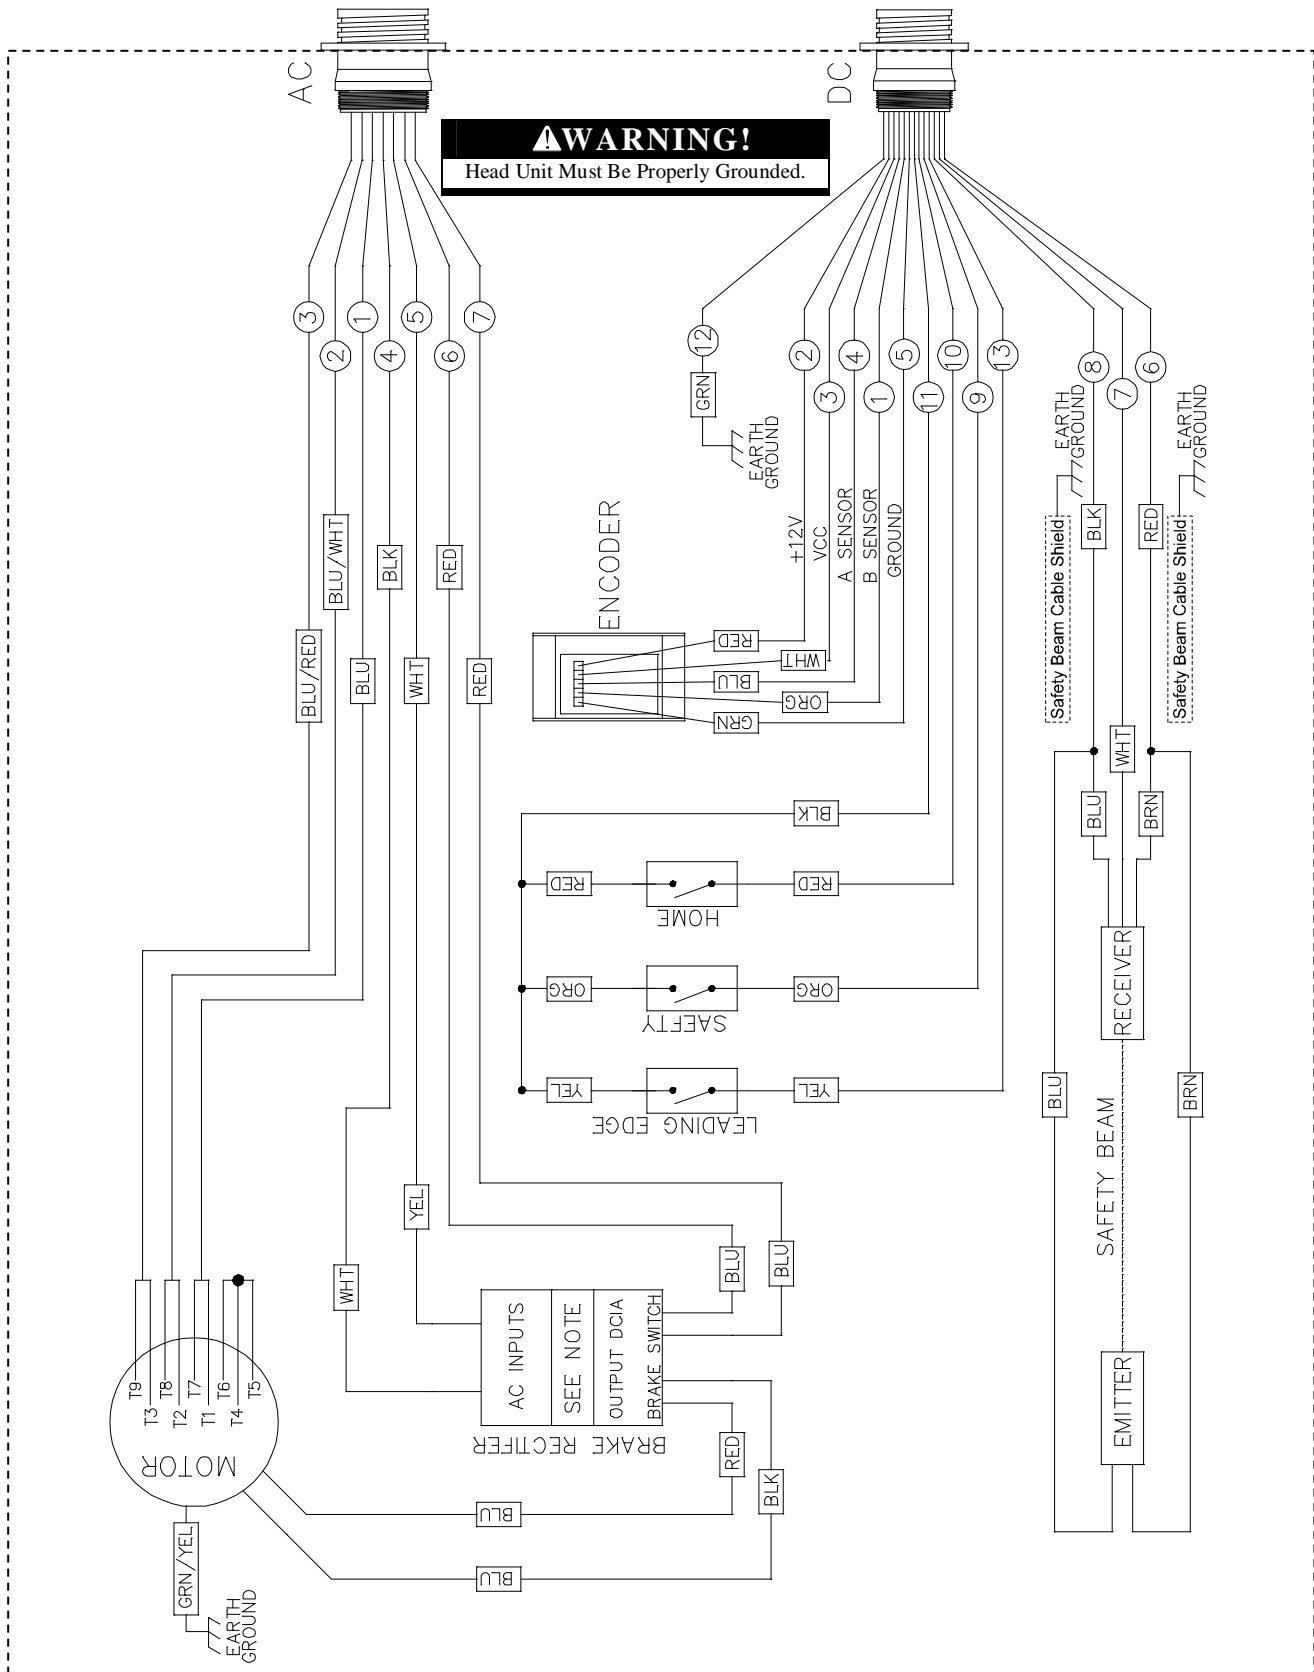 AC
DC
WARNING!
Head Unit Must Be Properly Grounded.
3
2
1
4
5
6
7
12
2
3
4
1
5
11
10
9
13
8
7
6
GRN
EARTH
GROUND
EARTH
GROUND
EARTH
GROUND
BLU/RED
BLU/WHT
BLU
BLK
WHT
RED
RED
ENCODER
+12V
VCC
A SENSOR
B SENSOR
GROUND
RED
WHT
BLU
ORG
GRN
Safety Beam Cable Shield
BLK
RED
Safety Beam Cable Shield
WHT
BLU
BRN
BLK
RED
RED
HOME
ORG
ORG
SAEFTY
YEL
YEL
LEADING EDGE
RECEIVER
BLU
BRN
SAFETY BEAM
EMITTER
WHT
YEL
BLU
BLU
AC INPUTS
SEE NOTE
OUTPUT DCIA
BRAKE SWITCH
BRAKE RECTIFER
RED
BLK
BLU
BLU
T9
T3
T8
T2
T7
T1
T6
T4
T5
MOTOR
GRN/YEL
EARTH
GROUND